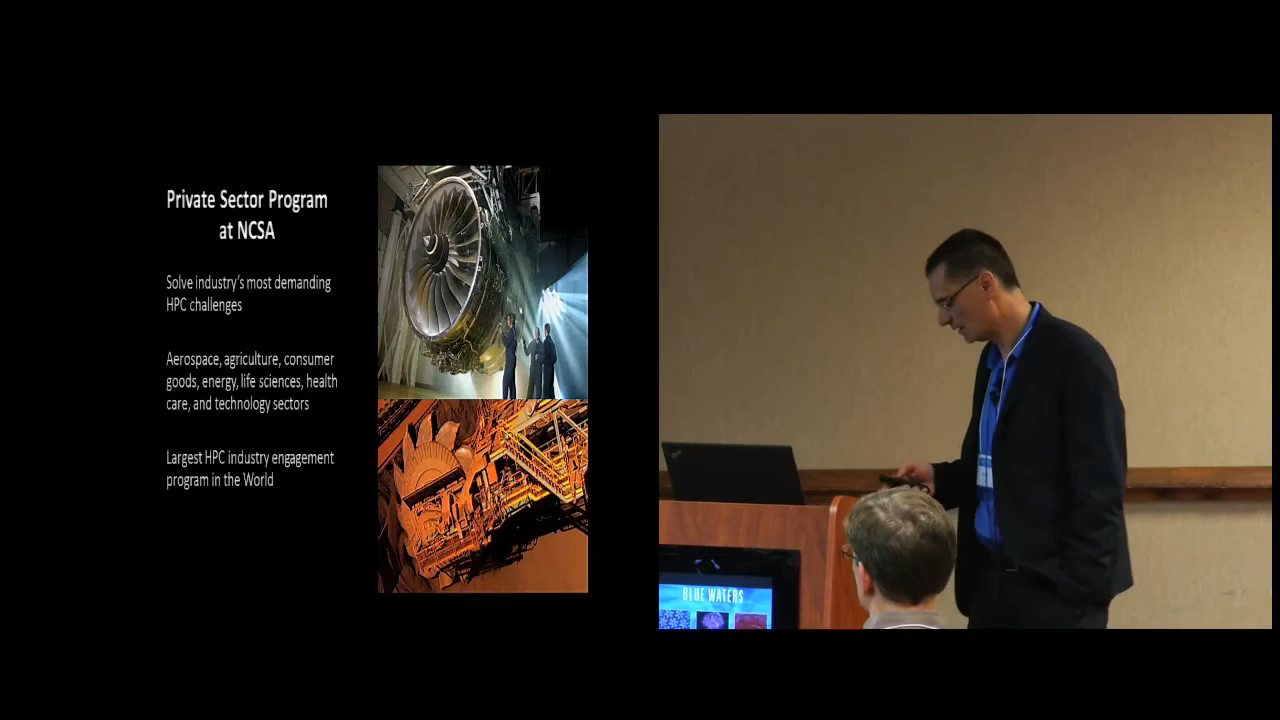 Private Sector Program
at NCSA
Solve industry's most demanding
HPC challenges
Aerospace, agriculture, consumer
goods, energy, life sciences, health
care, and technology sectors
Largest HPC industry engagement
program in the World
BLUE WATERS